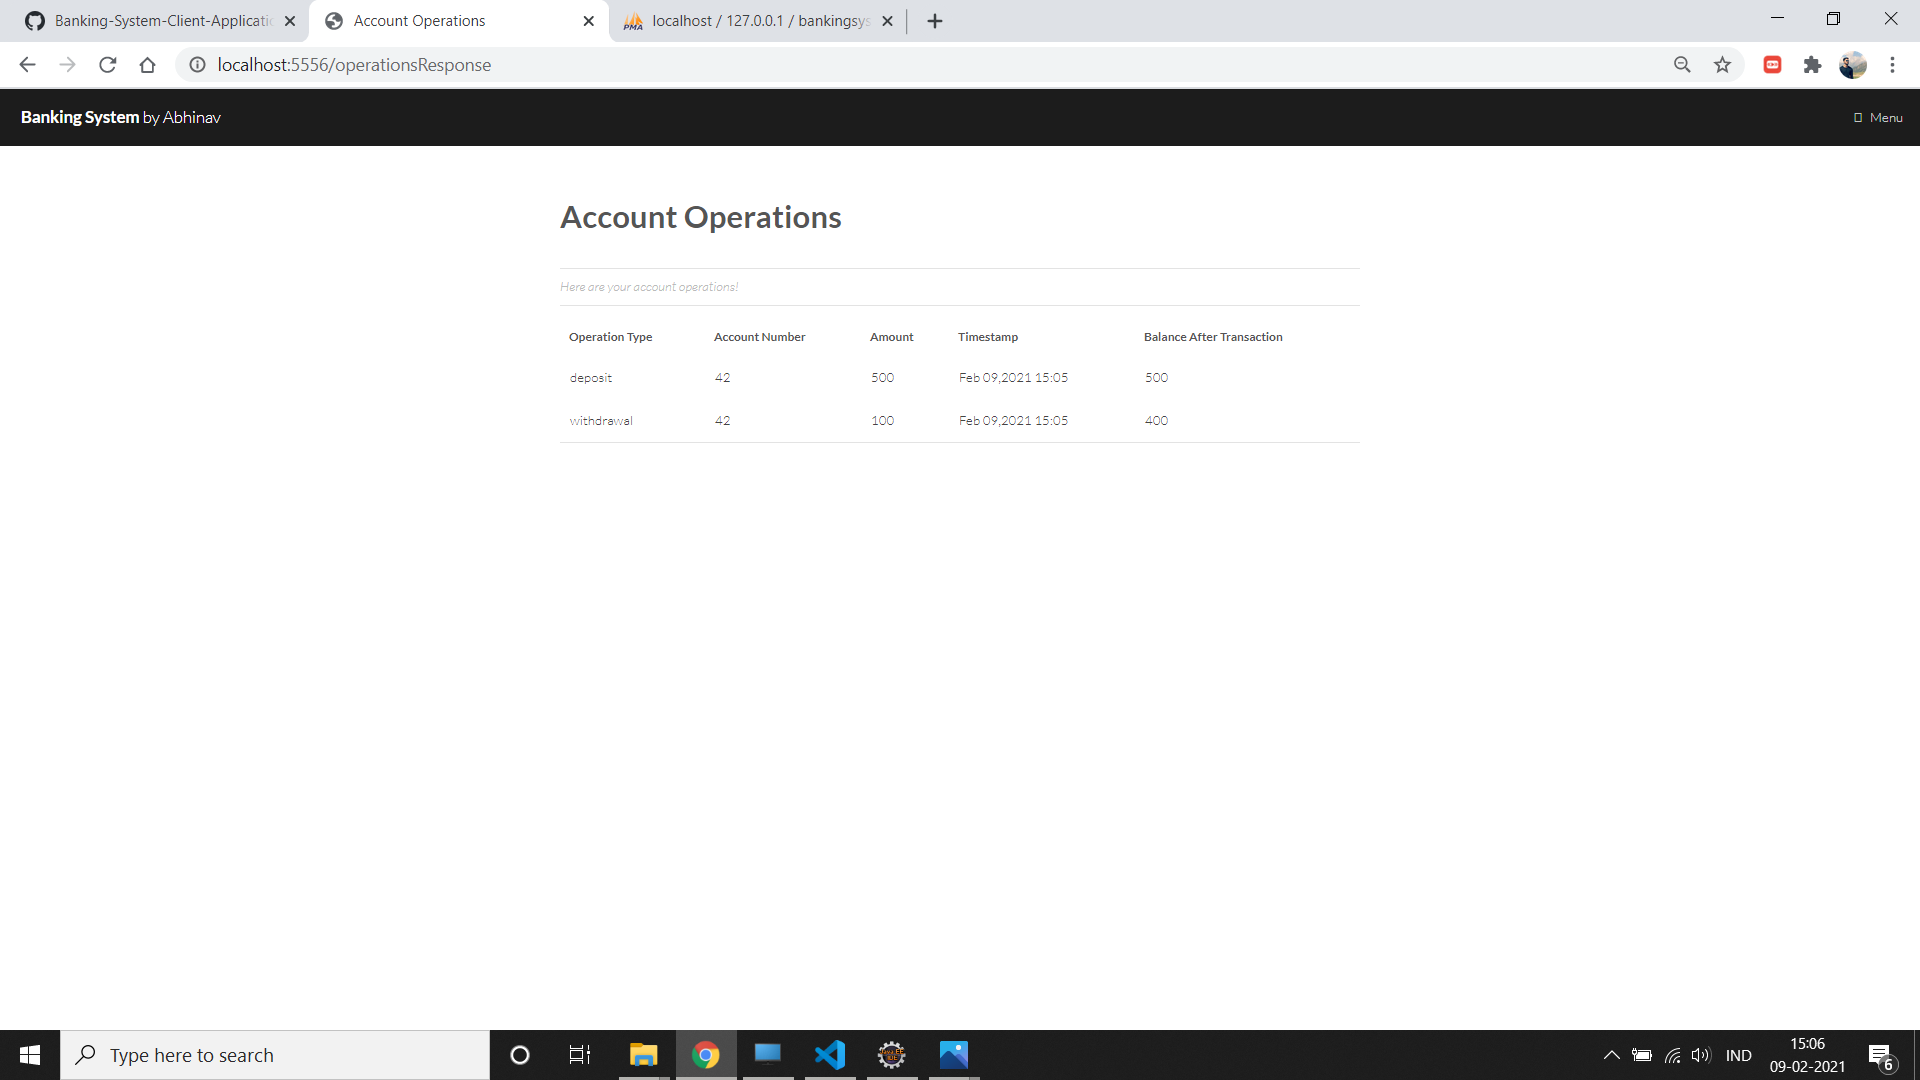 Banking-System-Client-Applicatio
Account Operations
localhost / 127.0.0.1 / bankingsys
localhost:5556/operationsResponse
Banking System by Abhinav
Menu
Account Operations
Here are your account operations!
Operation Type Account Number Amount Timestamp Balance After Transaction
deposit 42 500 Feb 09,2021 15:05 500
withdrawal 42 100 Feb 09,2021 15:05 400
Type here to search
IND
15:06
09-02-2021
6